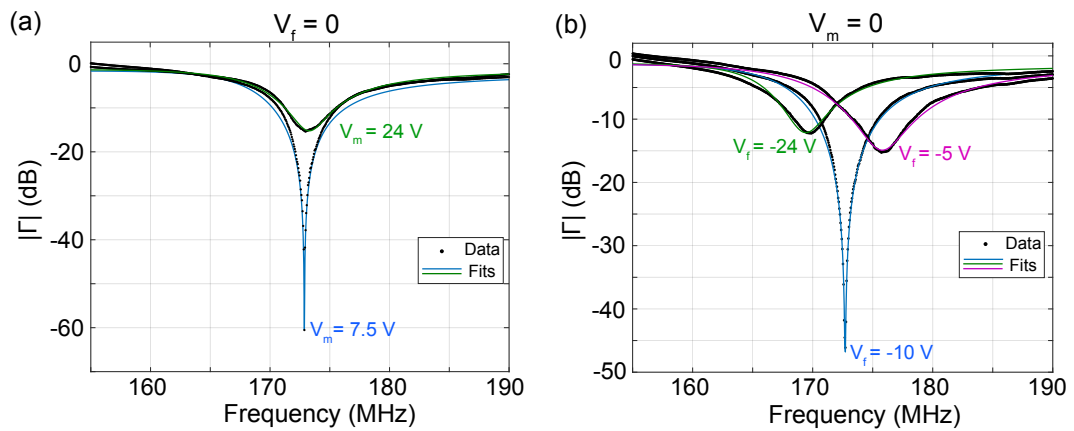 (a)
V_f = 0
0
-20
-40
-60
|Γ| (dB)
160
170
180
190
Frequency (MHz)
V_m = 24 V
V_m = 7.5 V
Data
Fits
(b)
V_m = 0
0
-10
-20
-30
-40
-50
|Γ| (dB)
160
170
180
190
Frequency (MHz)
V_f = -24 V
V_f = -5 V
V_f = -10 V
Data
Fits